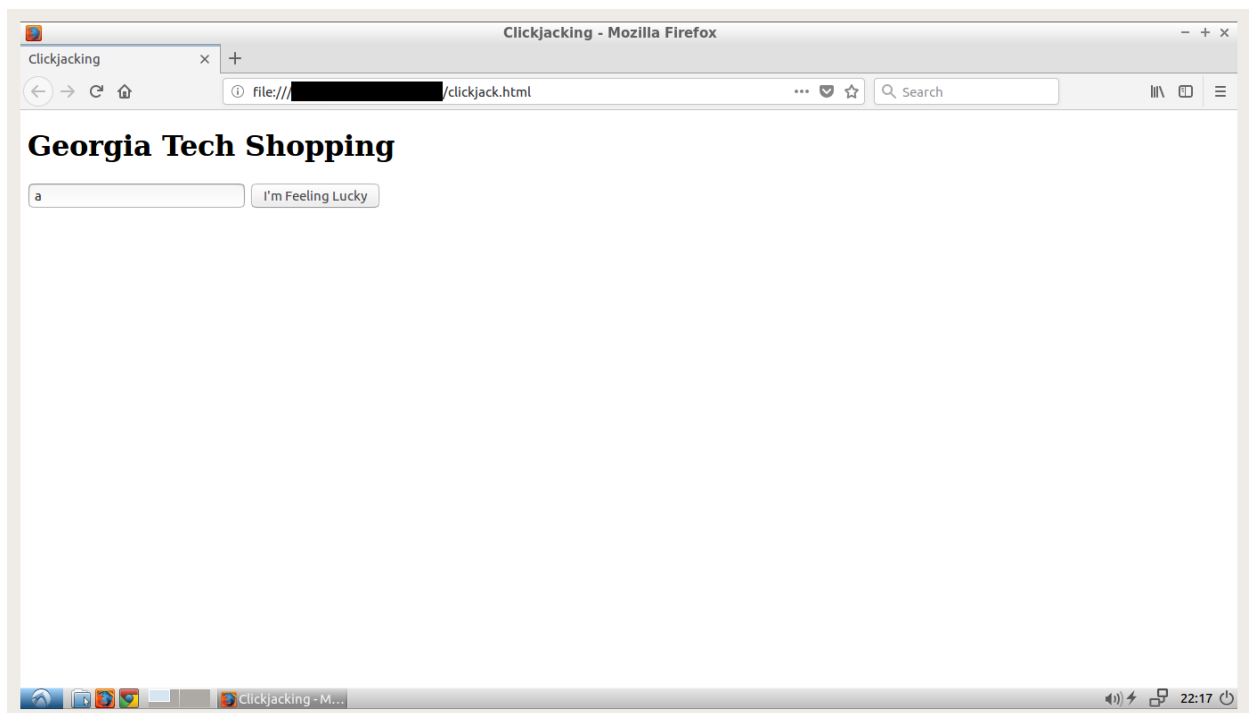 Clickjacking - Mozilla Firefox
Clickjacking
file:/// /clickjack.html
Search
Georgia Tech Shopping
a I'm Feeling Lucky
Clickjacking - M...
22:17